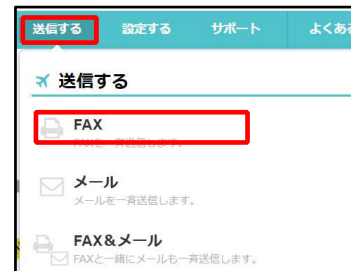 送信する 設定する サポート よくある
送信する
FAX
FAXを一斉送信します。
メール
メールを一斉送信します。
FAX&メール
FAXと一緒にメールも一斉送信します。